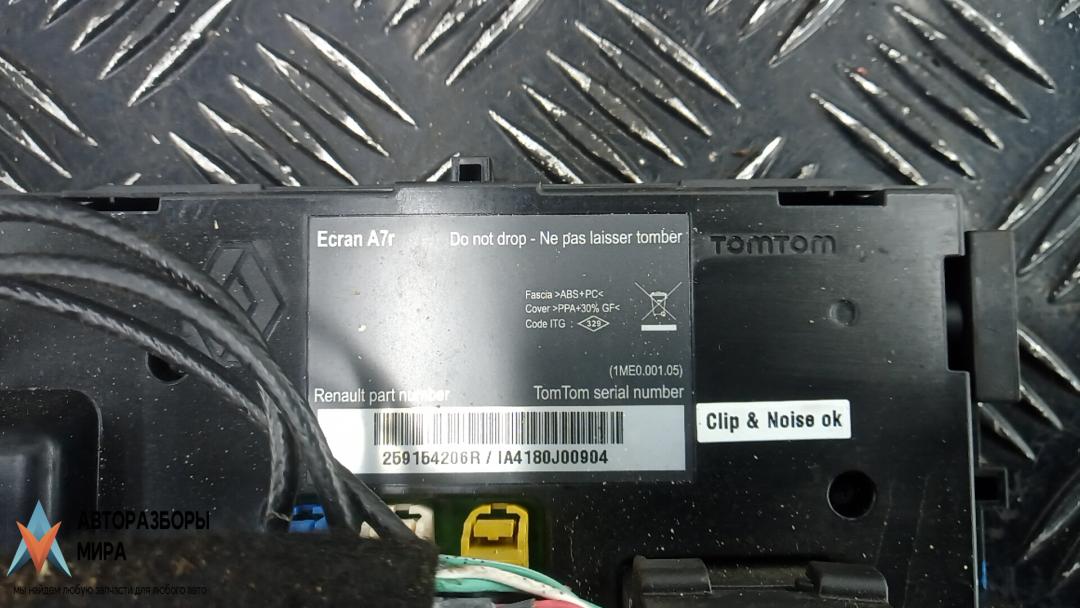 Ecran A7r
Do not drop - Ne pas laisser tomber
TOMTOM
Fascia >ABS+PC<
Cover >PPA+30% GF<
Code ITG : 329
(1ME0.001.05)
Renault part number
TomTom serial number
Clip & Noise ok
259154206R / IA4180J00904
АВТОРАЗБОРЫ
МИРА
мы найдем любую запчасти для любого авто